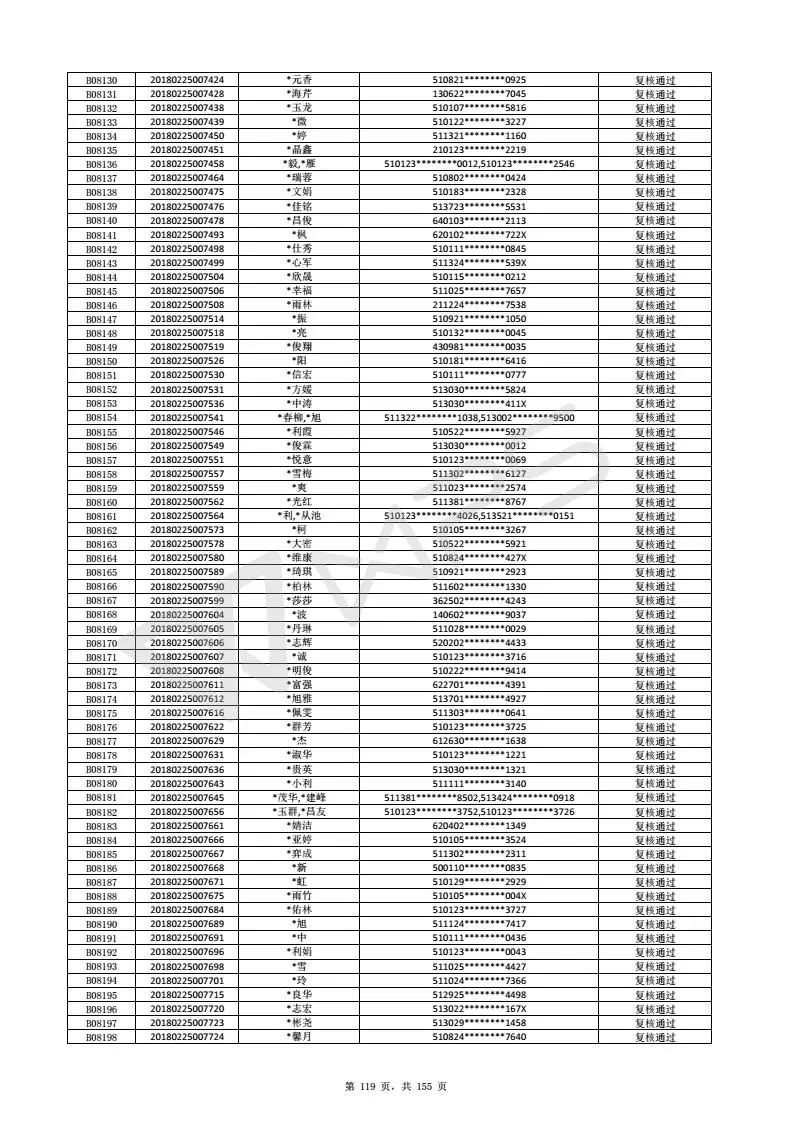 B08130 20180225007424 *元香 510821********0925 复核通过
B08131 20180225007428 *海芹 130622********7045 复核通过
B08132 20180225007438 *玉龙 510107********5816 复核通过
B08133 20180225007439 *微 510122********3227 复核通过
B08134 20180225007450 *婷 511321********1160 复核通过
B08135 20180225007451 *晶鑫 210123********2219 复核通过
B08136 20180225007458 *毅,*雁 510123********0012,510123********2546 复核通过
B08137 20180225007464 *瑞蓉 510802********0424 复核通过
B08138 20180225007475 *文娟 510183********2328 复核通过
B08139 20180225007476 *佳铭 513723********5531 复核通过
B08140 20180225007478 *昌俊 640103********2113 复核通过
B08141 20180225007493 *枫 620102********722X 复核通过
B08142 20180225007498 *仕秀 510111********0845 复核通过
B08143 20180225007499 *心军 511324********539X 复核通过
B08144 20180225007504 *欣晟 510115********0212 复核通过
B08145 20180225007506 *幸福 511025********7657 复核通过
B08146 20180225007508 *雨林 211224********7538 复核通过
B08147 20180225007514 *振 510921********1050 复核通过
B08148 20180225007518 *亮 510132********0045 复核通过
B08149 20180225007519 *俊翔 430981********0035 复核通过
B08150 20180225007526 *阳 510181********6416 复核通过
B08151 20180225007530 *信宏 510111********0777 复核通过
B08152 20180225007531 *方媛 513030********5824 复核通过
B08153 20180225007536 *中涛 513030********411X 复核通过
B08154 20180225007541 *春柳,*旭 511322********1038,513002********9500 复核通过
B08155 20180225007546 *利霞 510522********5927 复核通过
B08156 20180225007549 *俊霖 513030********0012 复核通过
B08157 20180225007551 *悦意 510123********0069 复核通过
B08158 20180225007557 *雪梅 511302********6127 复核通过
B08159 20180225007559 *爽 511023********2574 复核通过
B08160 20180225007562 *光红 511381********8767 复核通过
B08161 20180225007564 *利,*从池 510123********4026,513521********0151 复核通过
B08162 20180225007573 *柯 510105********3267 复核通过
B08163 20180225007578 *大密 510522********5921 复核通过
B08164 20180225007580 *维康 510824********427X 复核通过
B08165 20180225007589 *琦琪 510921********2923 复核通过
B08166 20180225007590 *柏林 511602********1330 复核通过
B08167 20180225007599 *莎莎 362502********4243 复核通过
B08168 20180225007604 *波 140602********9037 复核通过
B08169 20180225007605 *丹琳 511028********0029 复核通过
B08170 20180225007606 *志辉 520202********4433 复核通过
B08171 20180225007607 *诚 510123********3716 复核通过
B08172 20180225007608 *明俊 510222********9414 复核通过
B08173 20180225007611 *富强 622701********4391 复核通过
B08174 20180225007612 *旭雅 513701********4927 复核通过
B08175 20180225007616 *佩雯 511303********0641 复核通过
B08176 20180225007622 *群芳 510123********3725 复核通过
B08177 20180225007629 *杰 612630********1638 复核通过
B08178 20180225007631 *淑华 510123********1221 复核通过
B08179 20180225007636 *贵英 513030********1321 复核通过
B08180 20180225007643 *小利 511111********3140 复核通过
B08181 20180225007645 *茂华,*建峰 511381********8502,513424********0918 复核通过
B08182 20180225007656 *玉群,*昌友 510123********3752,510123********3726 复核通过
B08183 20180225007661 *婧洁 620402********1349 复核通过
B08184 20180225007666 *亚婷 510105********3524 复核通过
B08185 20180225007667 *弈成 511302********2311 复核通过
B08186 20180225007668 *新 500110********0835 复核通过
B08187 20180225007671 *虹 510129********2929 复核通过
B08188 20180225007675 *雨竹 510105********004X 复核通过
B08189 20180225007684 *佑林 510123********3727 复核通过
B08190 20180225007689 *旭 511124********7417 复核通过
B08191 20180225007691 *中 510111********0436 复核通过
B08192 20180225007696 *利娟 510123********0043 复核通过
B08193 20180225007698 *雪 511025********4427 复核通过
B08194 20180225007701 *玲 511024********7366 复核通过
B08195 20180225007715 *良华 512925********4498 复核通过
B08196 20180225007720 *志宏 513022********167X 复核通过
B08197 20180225007723 *彬尧 513029********1458 复核通过
B08198 20180225007724 *馨月 510824********7640 复核通过
第 119 页，共 155 页